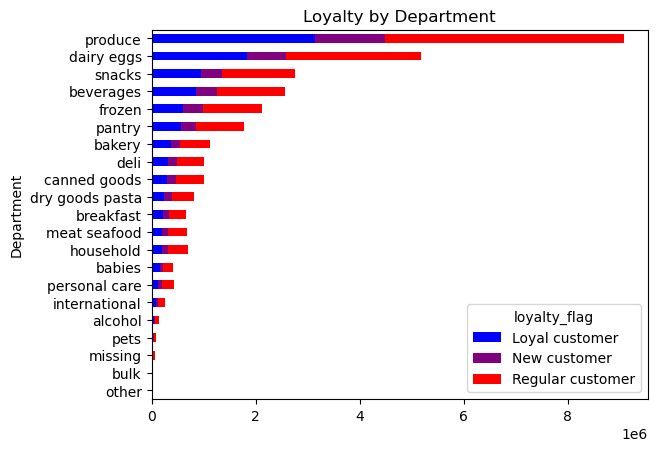 Loyalty by Department
Department
produce
dairy eggs
snacks
beverages
frozen
pantry
bakery
deli
canned goods
dry goods pasta
breakfast
meat seafood
household
babies
personal care
international
alcohol
pets
missing
bulk
other
loyalty_flag
Loyal customer
New customer
Regular customer
0 2 4 6 8
1e6